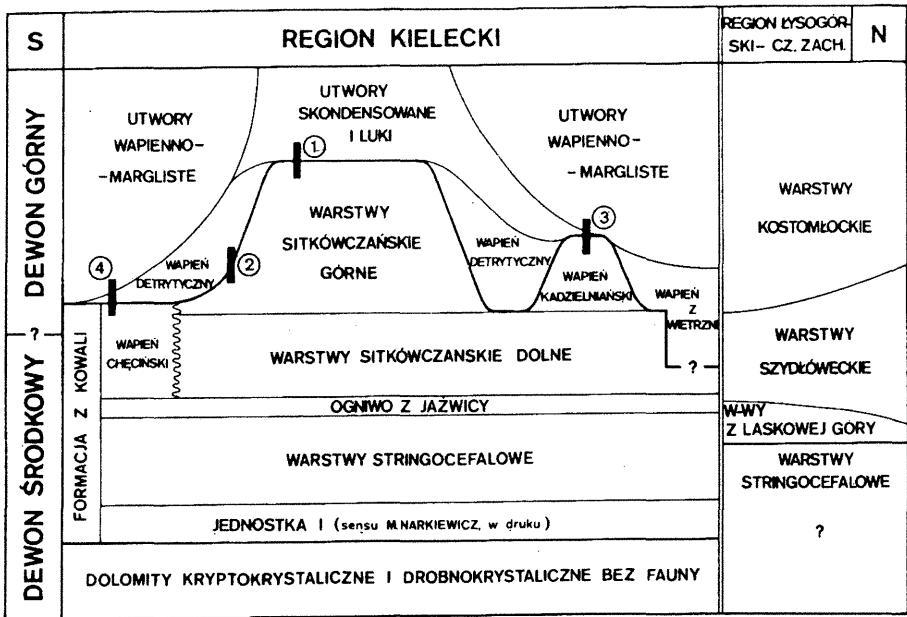 S
REGION KIELECKI
REGION ŁYSOGÓR-
SKI- CZ. ZACH.
N
DEWON GÓRNY
?
DEWON ŚRODKOWY
UTWORY
WAPIENNO-
-MARGLISTE
UTWORY
SKONDENSOWANE
I LUKI
UTWORY
WAPIENNO-
-MARGLISTE
1
2
3
4
WARSTWY
SITKÓWCZAŃSKIE
GÓRNE
WAPIEŃ
DETRYTYCZNY
WAPIEŃ
DETRYTYCZNY
WAPIEŃ
KADZIELNIAŃSKI
WAPIEŃ
Z
WIETRZNI
?
FORMACJA Z KOWALI
WAPIEŃ
CHĘCIŃSKI
WARSTWY SITKÓWCZANSKIE DOLNE
OGNIWO Z JAŹWICY
WARSTWY STRINGOCEFALOWE
JEDNOSTKA I (sensu M.NARKIEWICZ, w druku)
DOLOMITY KRYPTOKRYSTALICZNE I DROBNOKRYSTALICZNE BEZ FAUNY
WARSTWY
KOSTOMŁOCKIE
WARSTWY
SZYDŁÓWECKIE
W-WY
Z LASKOWEJ GÓRY
WARSTWY
STRINGOCEFALOWE
?